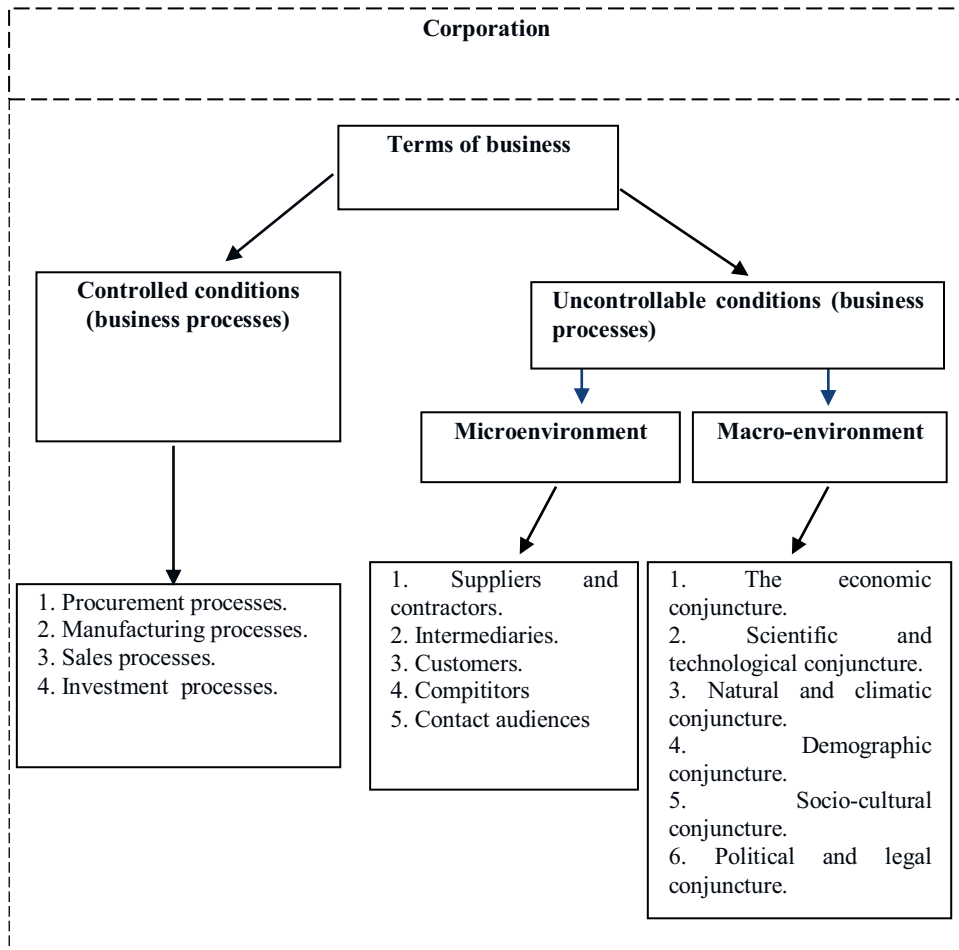 Corporation
Terms of business
Controlled conditions
(business processes)
Uncontrollable conditions (business
processes)
Microenvironment
Macro-environment
1. Procurement processes.
2. Manufacturing processes.
3. Sales processes.
4. Investment processes.
1. Suppliers and
contractors.
2. Intermediaries.
3. Customers.
4. Compititors
5. Contact audiences
1. The economic
conjuncture.
2. Scientific and
technological conjuncture.
3. Natural and climatic
conjuncture.
4. Demographic
conjuncture.
5. Socio-cultural
conjuncture.
6. Political and legal
conjuncture.